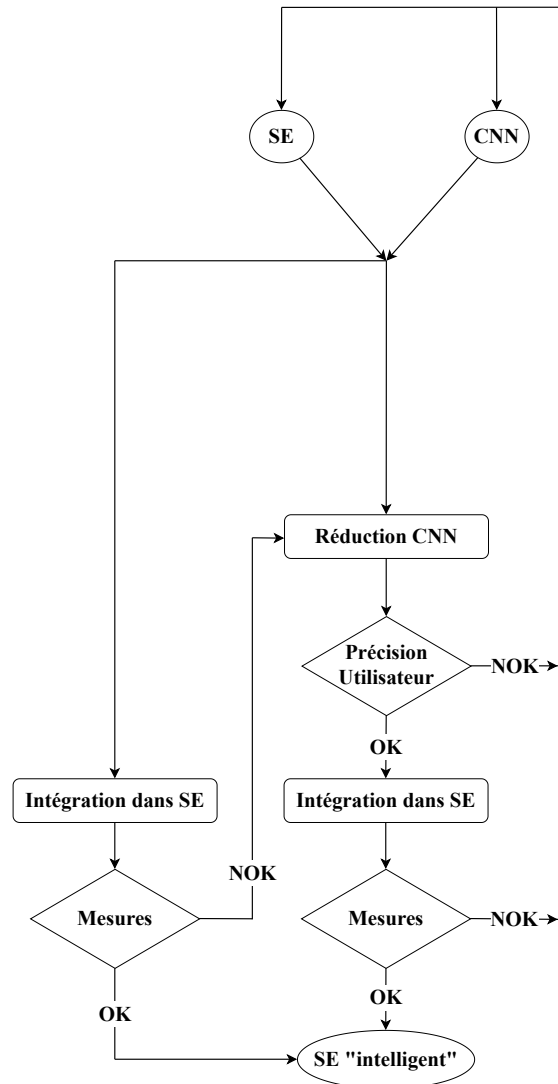 SE
CNN
Réduction CNN
Précision
Utilisateur
NOK
OK
Intégration dans SE
Intégration dans SE
NOK
Mesures
Mesures
NOK
OK
OK
SE "intelligent"